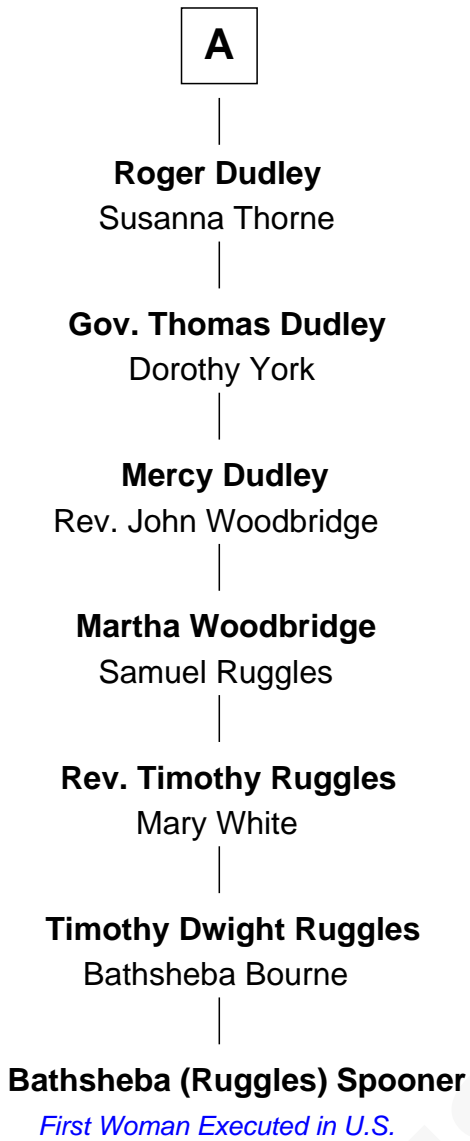 A
Roger Dudley
Susanna Thorne
Gov. Thomas Dudley
Dorothy York
Mercy Dudley
Rev. John Woodbridge
Martha Woodbridge
Samuel Ruggles
Rev. Timothy Ruggles
Mary White
Timothy Dwight Ruggles
Bathsheba Bourne
Bathsheba (Ruggles) Spooner
First Woman Executed in U.S.